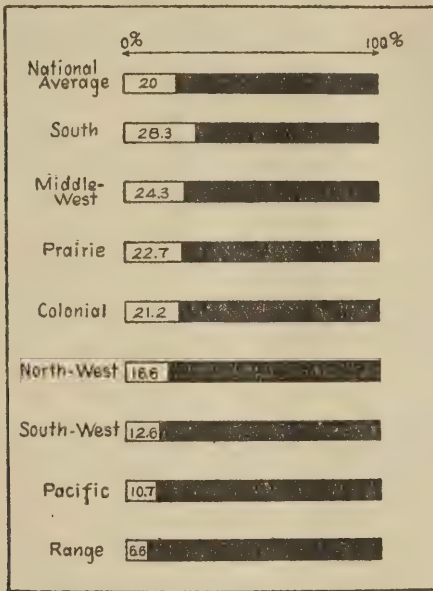 0% 100%
National
Average 20
South 28.3
Middle-
West 24.3
Prairie 22.7
Colonial 21.2
North-West 16.6
South-West 12.6
Pacific 10.7
Range 6.6